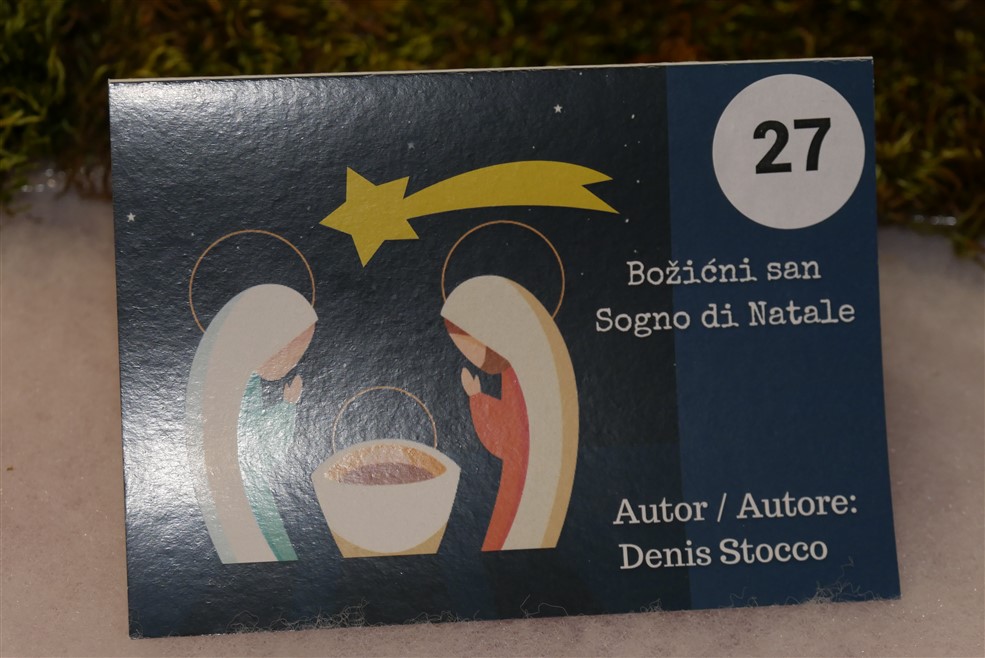 27
Božićni san
Sogno di Natale
Autor / Autore:
Denis Stocco